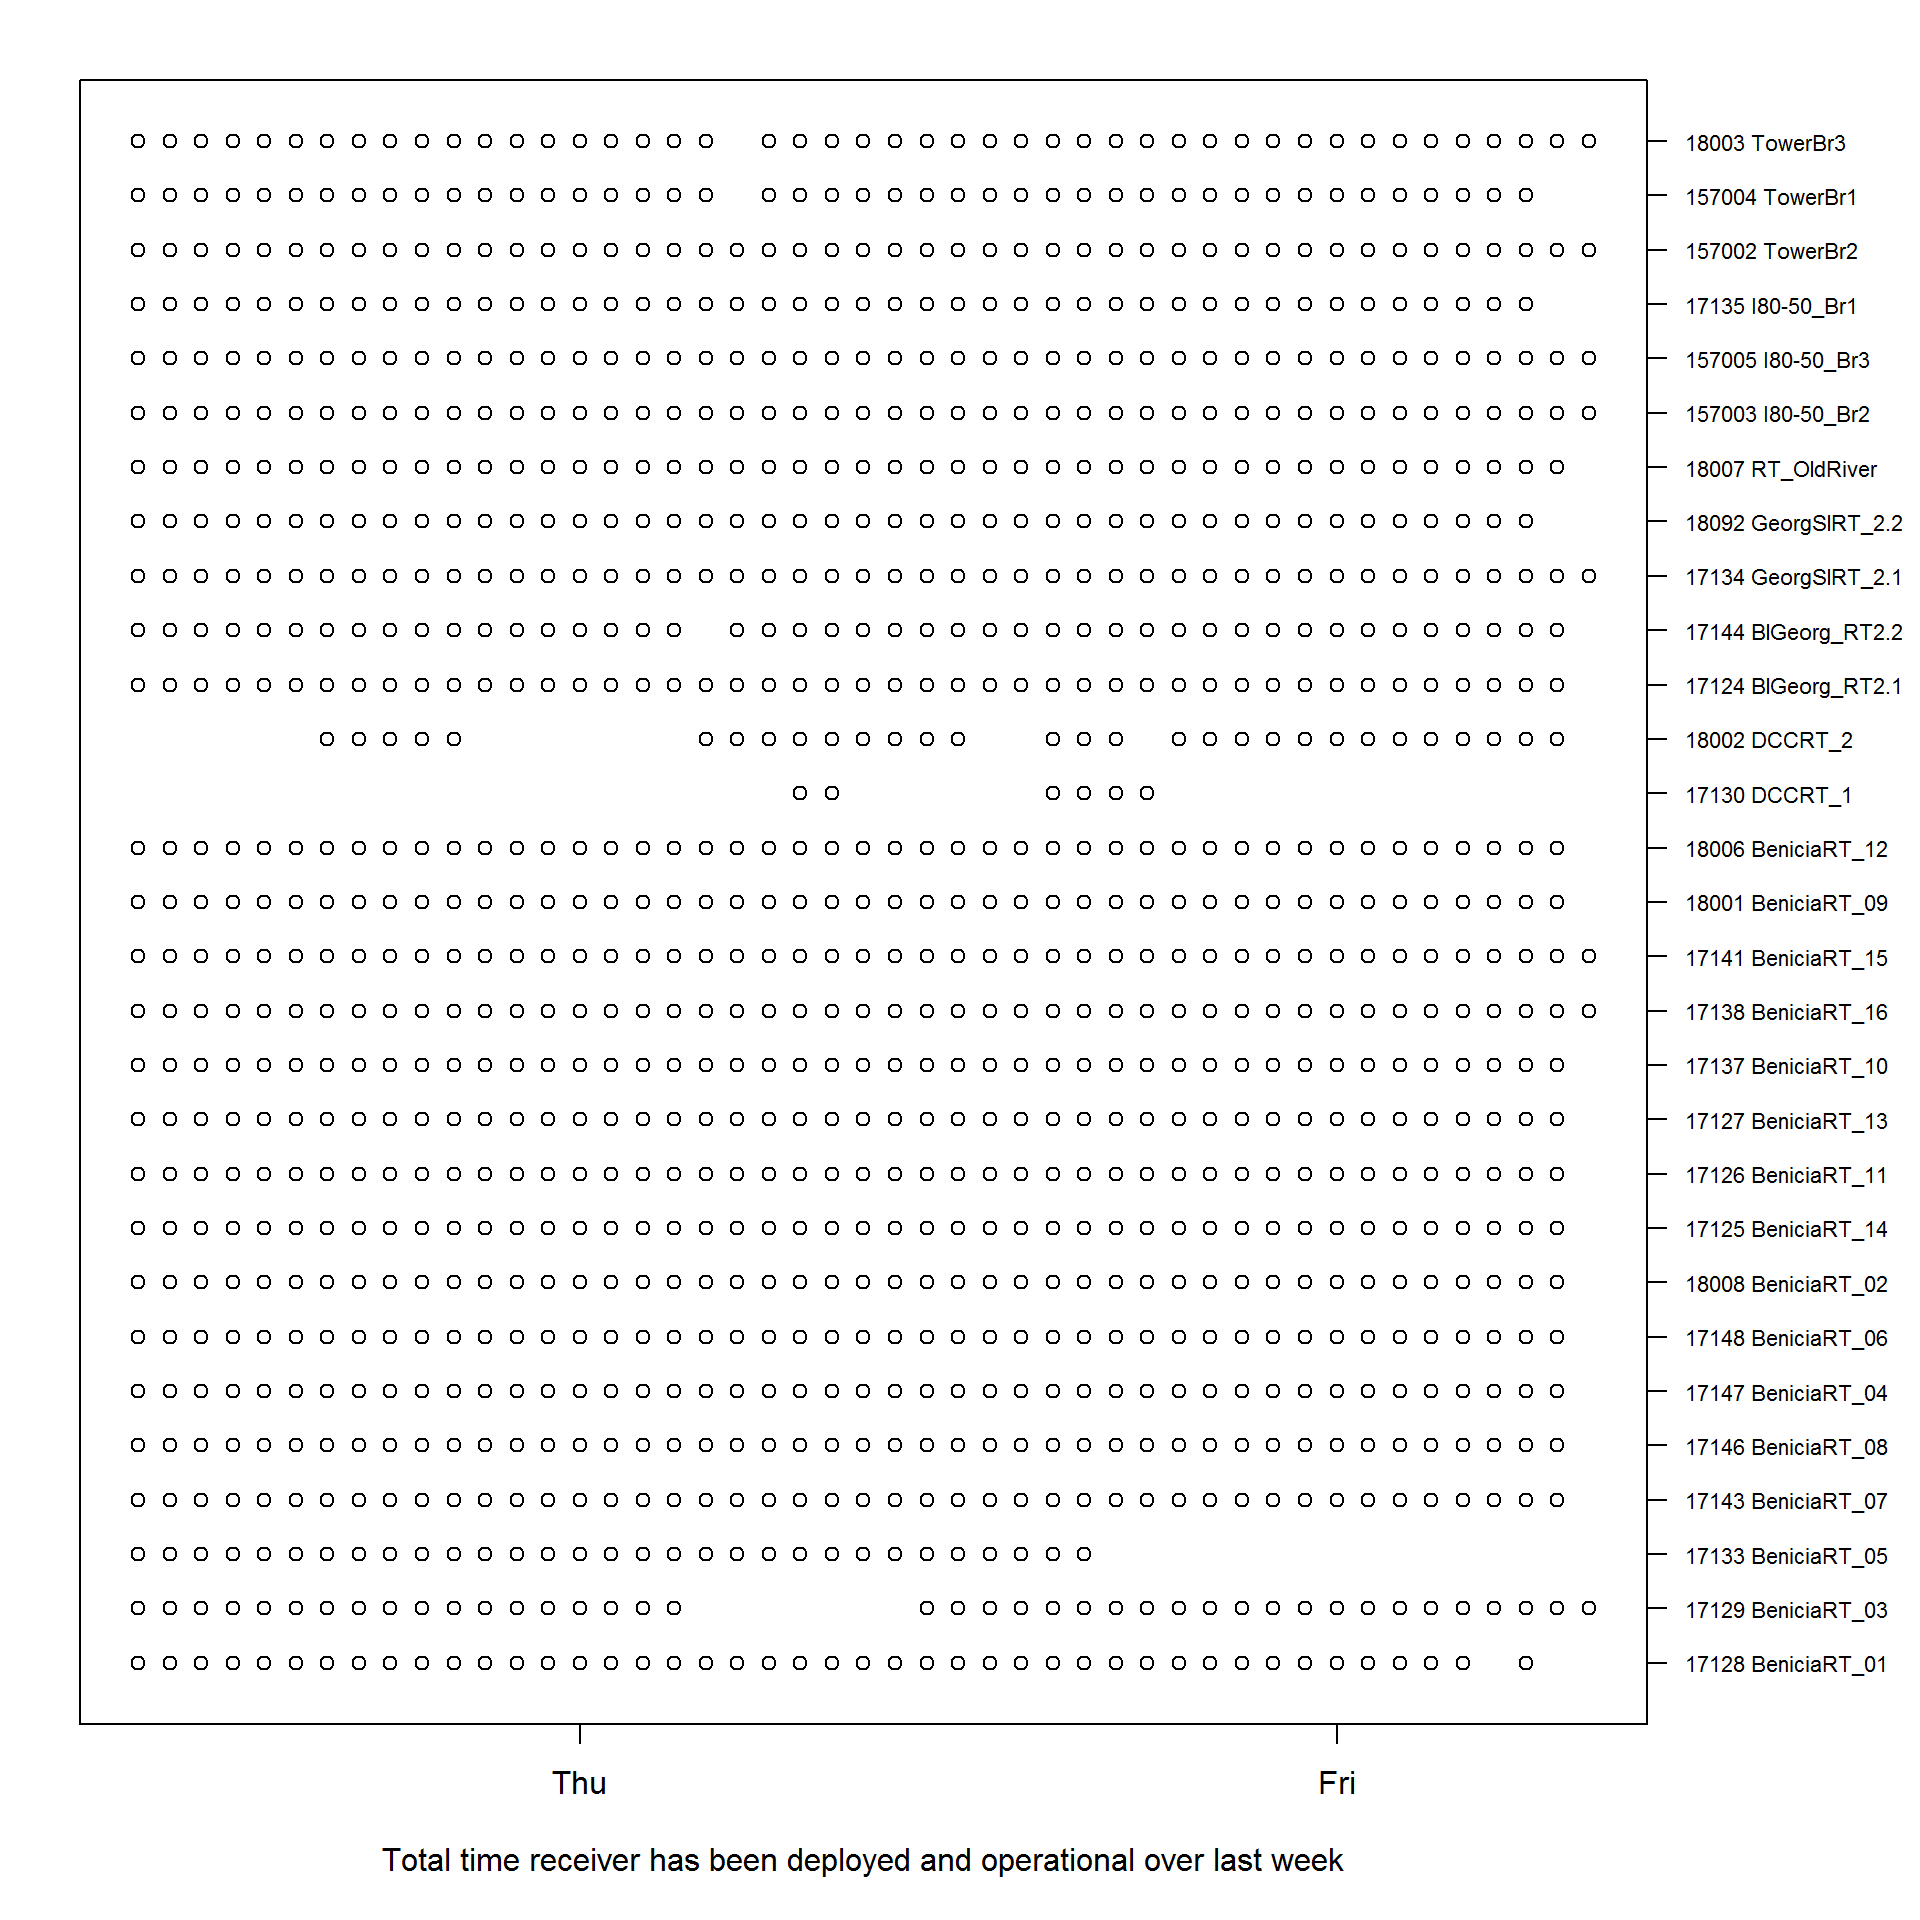 18003 TowerBr3
157004 TowerBr1
157002 TowerBr2
17135 I80-50_Br1
157005 I80-50_Br3
157003 I80-50_Br2
18007 RT_OldRiver
18092 GeorgSlRT_2.2
17134 GeorgSlRT_2.1
17144 BlGeorg_RT2.2
17124 BlGeorg_RT2.1
18002 DCCRT_2
17130 DCCRT_1
18006 BeniciaRT_12
18001 BeniciaRT_09
17141 BeniciaRT_15
17138 BeniciaRT_16
17137 BeniciaRT_10
17127 BeniciaRT_13
17126 BeniciaRT_11
17125 BeniciaRT_14
18008 BeniciaRT_02
17148 BeniciaRT_06
17147 BeniciaRT_04
17146 BeniciaRT_08
17143 BeniciaRT_07
17133 BeniciaRT_05
17129 BeniciaRT_03
17128 BeniciaRT_01
Thu Fri
Total time receiver has been deployed and operational over last week